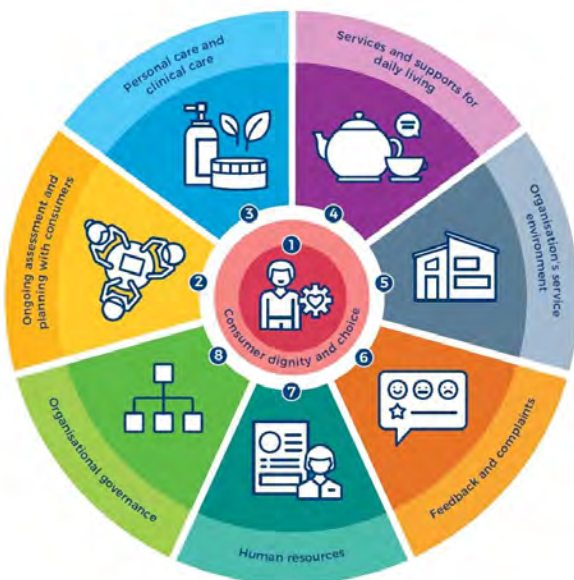 1
Consumer dignity and choice
2
Ongoing assessment and
planning with consumers
3
Personal care and
clinical care
4
Services and supports for
daily living
5
Organisation's service
environment
6
Feedback and complaints
7
Human resources
8
Organisational governance